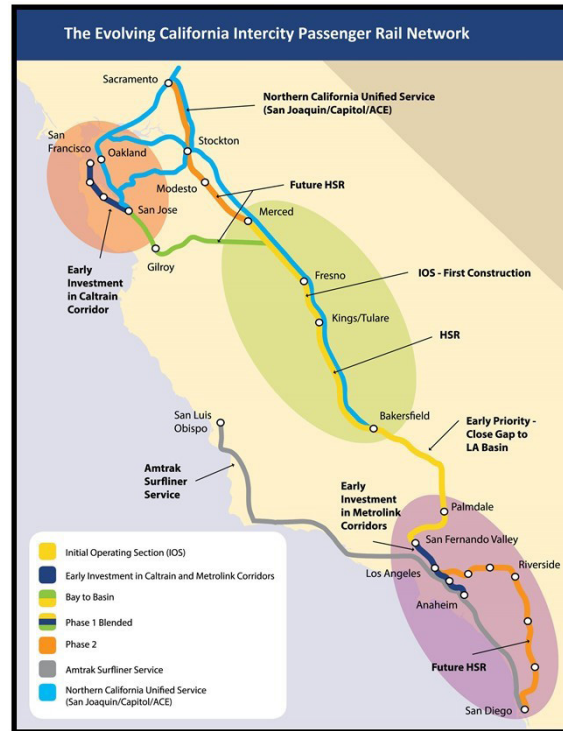 The Evolving California Intercity Passenger Rail Network
Sacramento
Northern California Unified Service
(San Joaquin/Capitol/ACE)
San
Francisco
Oakland
Stockton
Modesto
Future HSR
San Jose
Merced
Early
Investment
in Caltrain
Corridor
Gilroy
Fresno
IOS - First Construction
Kings/Tulare
HSR
San Luis
Obispo
Bakersfield
Early Priority -
Close Gap to
LA Basin
Amtrak
Surfliner
Service
Early
Investment
in Metrolink
Corridors
Palmdale
San Fernando Valley
Los Angeles
Riverside
Anaheim
Future HSR
San Diego
Initial Operating Section (IOS)
Early Investment in Caltrain and Metrolink Corridors
Bay to Basin
Phase 1 Blended
Phase 2
Amtrak Surfliner Service
Northern California Unified Service
(San Joaquin/Capitol/ACE)